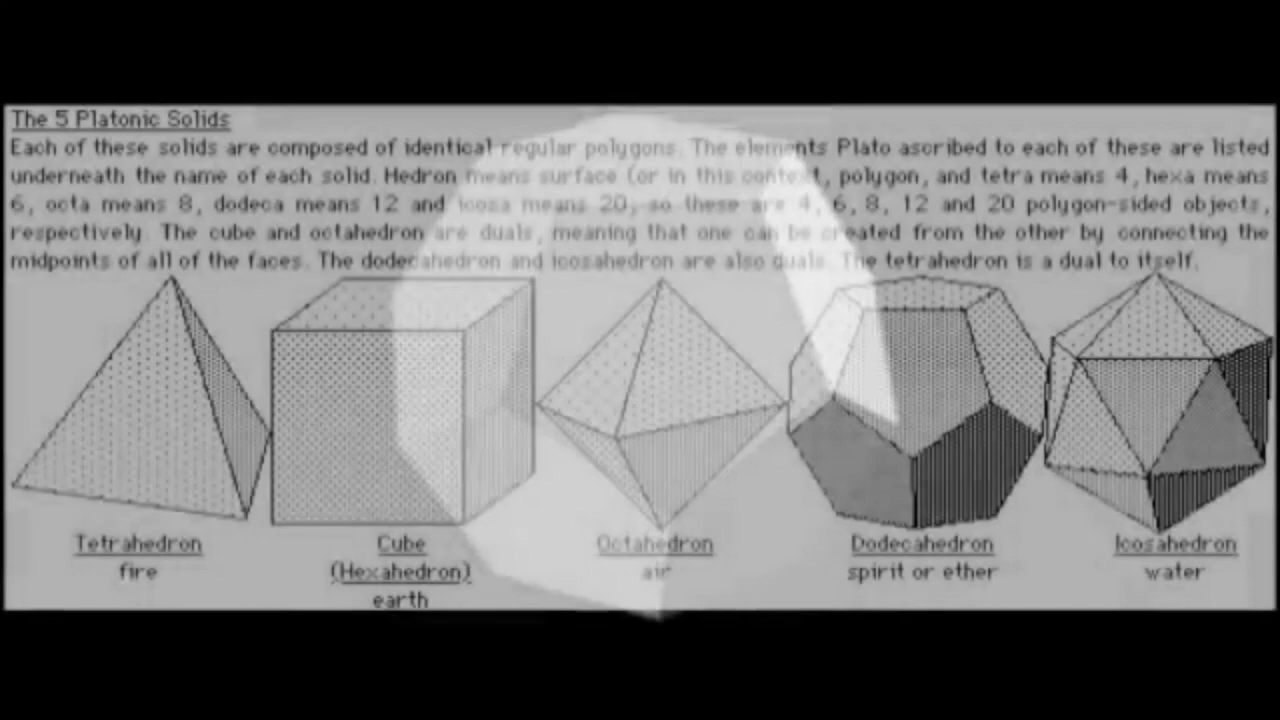 The 5 Platonic Solids
Each of these solids are composed of identical regular polygons. The elements Plato ascribed to each of these are listed
underneath the name of each solid. Hedron means surface (or in this context, polygon, and tetra means 4, hexa means
6, octa means 8, dodeca means 12 and icosa means 20, so these are 4, 6, 8, 12 and 20 polygon-sided objects,
respectively. The cube and octahedron are duals, meaning that one can be created from the other by connecting the
midpoints of all of the faces. The dodecahedron and icosahedron are also duals. The tetrahedron is a dual to itself.
Tetrahedron
fire
Cube
(Hexahedron)
earth
Octahedron
air
Dodecahedron
spirit or ether
Icosahedron
water